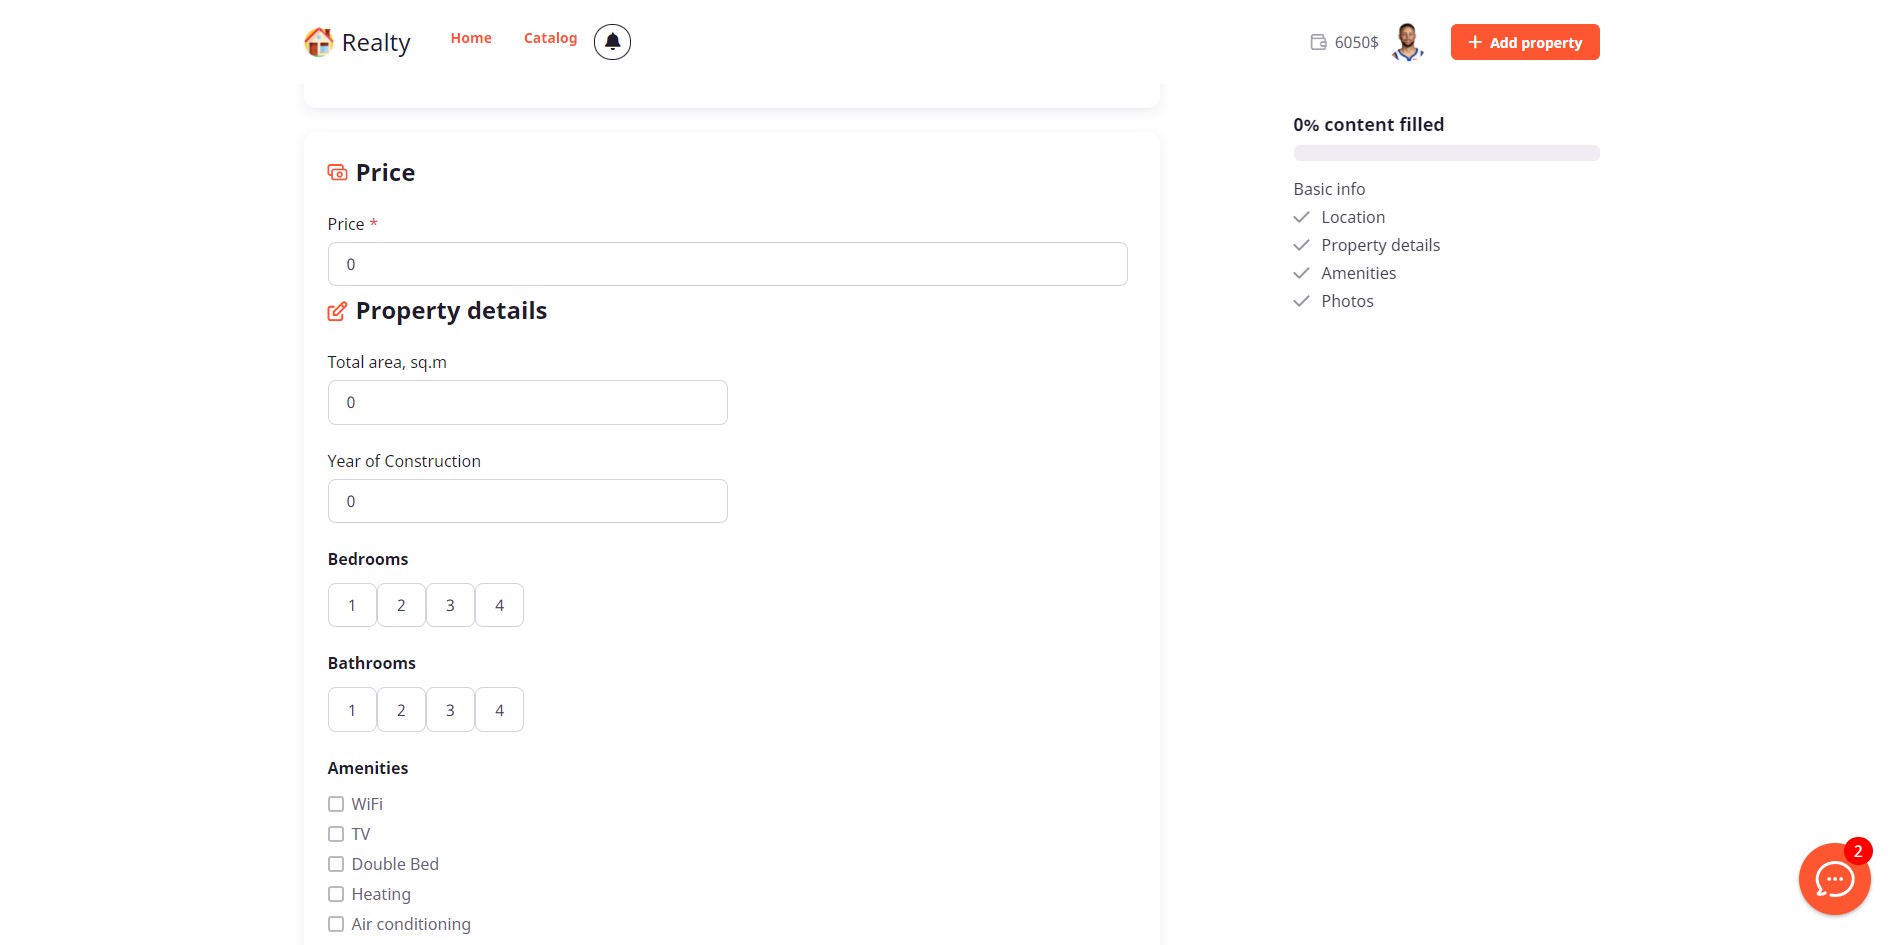 Realty
Home
Catalog
6050$
Add property
0% content filled
Basic info
Location
Property details
Amenities
Photos
Price
Price *
0
Property details
Total area, sq.m
0
Year of Construction
0
Bedrooms
1 2 3 4
Bathrooms
1 2 3 4
Amenities
WiFi
TV
Double Bed
Heating
Air conditioning
2